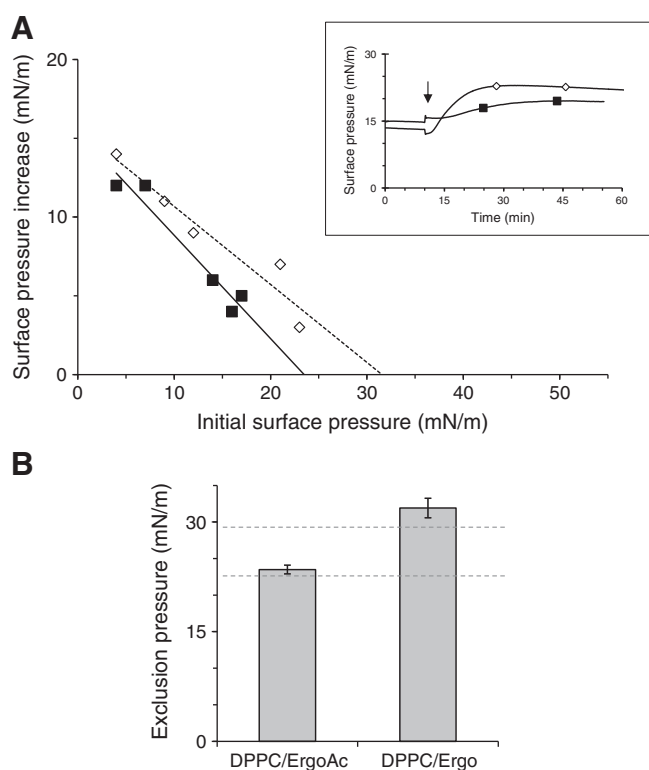 A
Surface pressure increase (mN/m)
20
10
0
0
10
20
30
40
50
Initial surface pressure (mN/m)
Surface pressure (mN/m)
30
15
0
0
15
30
45
60
Time (min)
B
Exclusion pressure (mN/m)
30
15
0
DPPC/ErgoAc
DPPC/Ergo